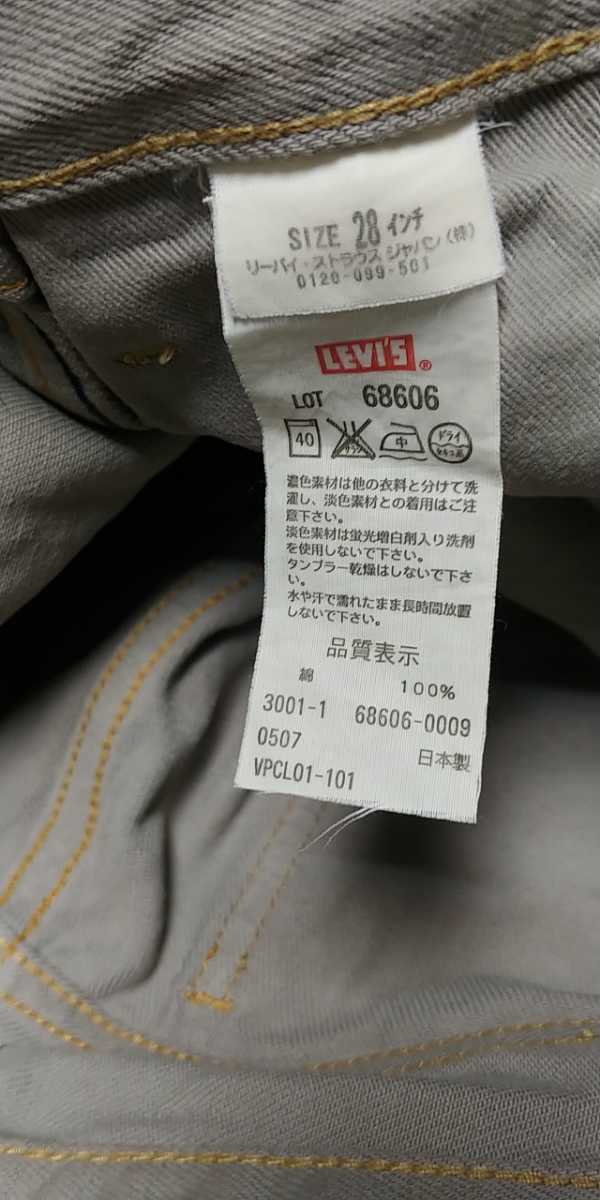 SIZE 28 インチ
リーバイ・ストラウス ジャパン(株)
0120-099-501
LEVI'S®
LOT 68606
40 中 ドライ
濃色素材は他の衣料と分けて洗
濯し、淡色素材との着用はご注
意下さい。
淡色素材は蛍光増白剤入り洗剤
を使用しないで下さい。
タンブラー乾燥はしないで下さ
い。
水や汗で濡れたまま長時間放置
しないで下さい。
品質表示
綿 100%
3001-1 68606-0009
0507 日本製
VPCL01-101